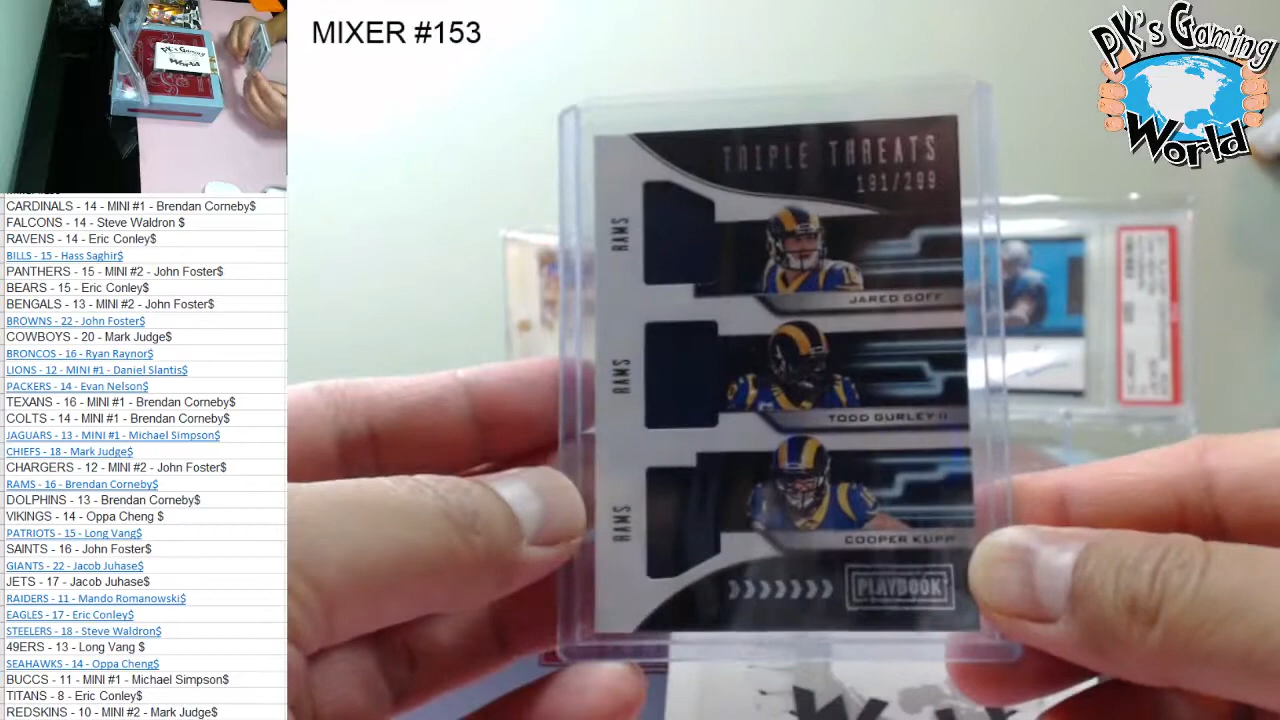 MIXER #153
PK's Gaming
World
PK's Gaming
World
CARDINALS - 14 - MINI #1 - Brendan Corneby$
FALCONS - 14 - Steve Waldron $
RAVENS - 14 - Eric Conley$
BILLS - 15 - Hass Saghir$
PANTHERS - 15 - MINI #2 - John Foster$
BEARS - 15 - Eric Conley$
BENGALS - 13 - MINI #2 - John Foster$
BROWNS - 22 - John Foster$
COWBOYS - 20 - Mark Judge$
BRONCOS - 16 - Ryan Raynor$
LIONS - 12 - MINI #1 - Daniel Slantis$
PACKERS - 14 - Evan Nelson$
TEXANS - 16 - MINI #1 - Brendan Corneby$
COLTS - 14 - MINI #1 - Brendan Corneby$
JAGUARS - 13 - MINI #1 - Michael Simpson$
CHIEFS - 18 - Mark Judge$
CHARGERS - 12 - MINI #2 - John Foster$
RAMS - 16 - Brendan Corneby$
DOLPHINS - 13 - Brendan Corneby$
VIKINGS - 14 - Oppa Cheng $
PATRIOTS - 15 - Long Vang$
SAINTS - 16 - John Foster$
GIANTS - 22 - Jacob Juhase$
JETS - 17 - Jacob Juhase$
RAIDERS - 11 - Mando Romanowski$
EAGLES - 17 - Eric Conley$
STEELERS - 18 - Steve Waldron$
49ERS - 13 - Long Vang $
SEAHAWKS - 14 - Oppa Cheng$
BUCCS - 11 - MINI #1 - Michael Simpson$
TITANS - 8 - Eric Conley$
REDSKINS - 10 - MINI #2 - Mark Judge$
TRIPLE THREATS
191/299
RAMS
JARED GOFF
RAMS
TODD GURLEY II
RAMS
COOPER KUPP
PLAYBOOK